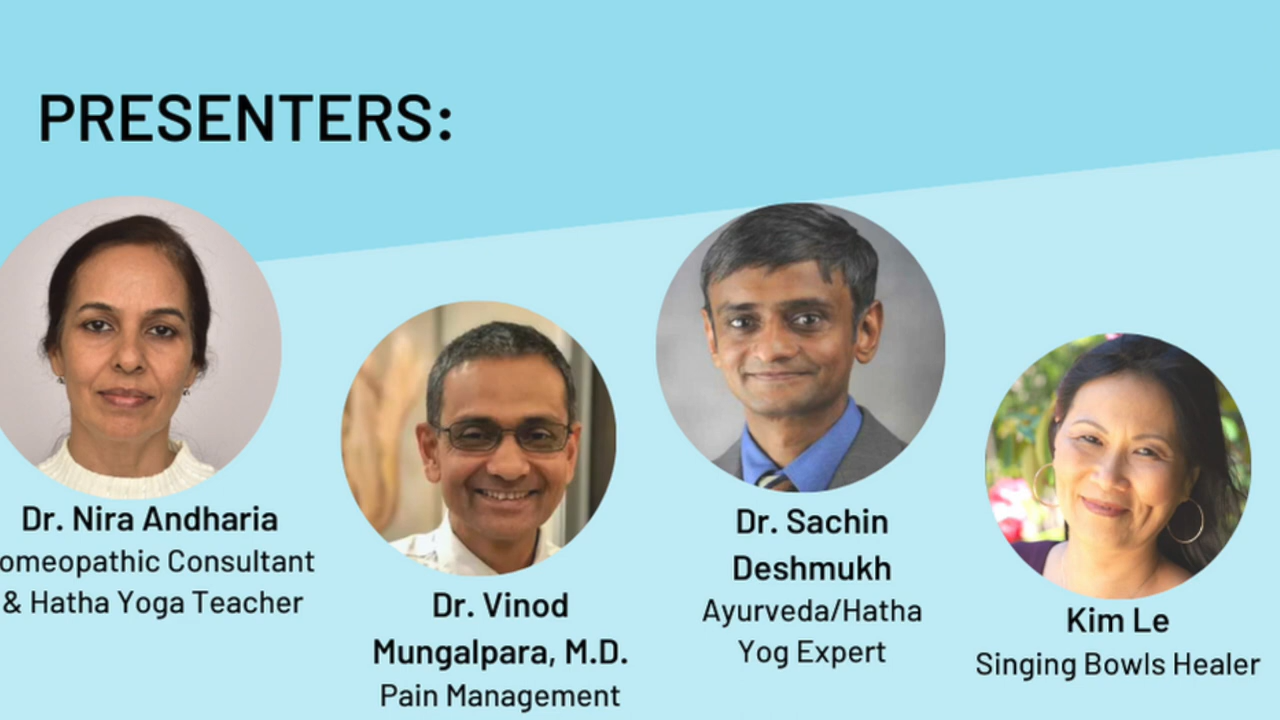 PRESENTERS:
Dr. Nira Andharia
omeopathic Consultant
& Hatha Yoga Teacher
Dr. Vinod
Mungalpara, M.D.
Pain Management
Dr. Sachin
Deshmukh
Ayurveda/Hatha
Yog Expert
Kim Le
Singing Bowls Healer